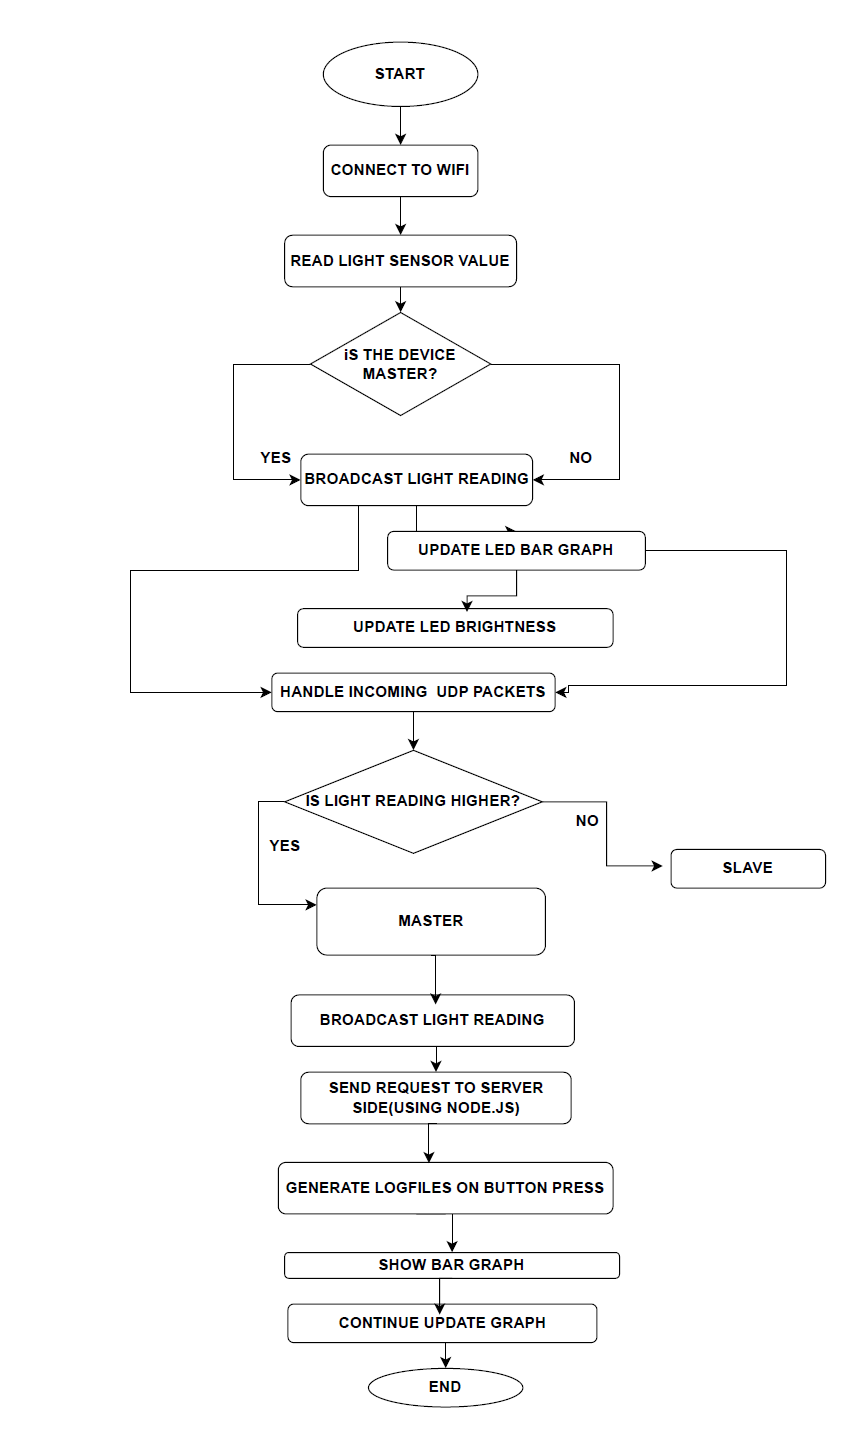 START
CONNECT TO WIFI
READ LIGHT SENSOR VALUE
iS THE DEVICE
MASTER?
YES
NO
BROADCAST LIGHT READING
UPDATE LED BAR GRAPH
UPDATE LED BRIGHTNESS
HANDLE INCOMING  UDP PACKETS
IS LIGHT READING HIGHER?
NO
YES
SLAVE
MASTER
BROADCAST LIGHT READING
SEND REQUEST TO SERVER
SIDE(USING NODE.JS)
GENERATE LOGFILES ON BUTTON PRESS
SHOW BAR GRAPH
CONTINUE UPDATE GRAPH
END